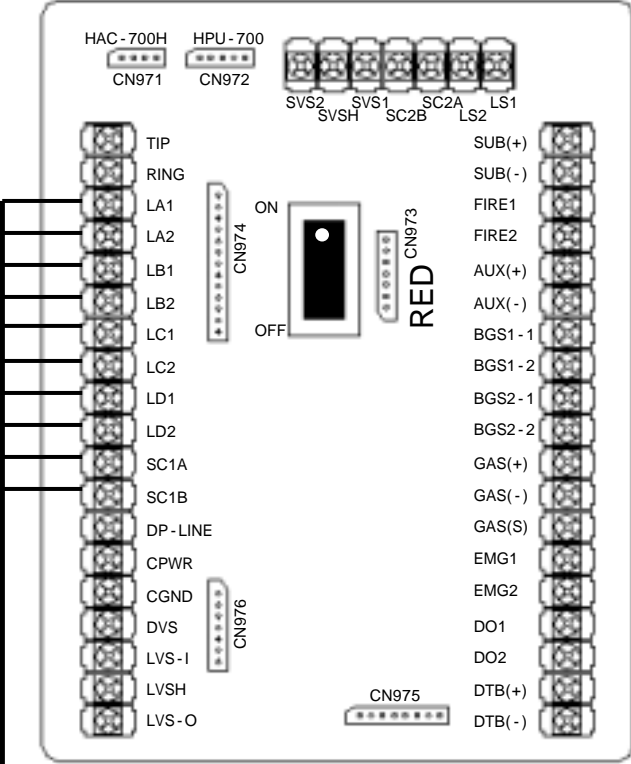 HAC-700H HPU-700
CN971 CN972
SVS2 SVSH SVS1 SC2B SC2A LS2 LS1
TIP
RING
LA1
LA2
LB1
LB2
LC1
LC2
LD1
LD2
SC1A
SC1B
DP-LINE
CPWR
CGND
DVS
LVS-I
LVSH
LVS-O
CN974
ON
OFF
CN973
RED
CN976
CN975
SUB(+)
SUB(-)
FIRE1
FIRE2
AUX(+)
AUX(-)
BGS1-1
BGS1-2
BGS2-1
BGS2-2
GAS(+)
GAS(-)
GAS(S)
EMG1
EMG2
DO1
DO2
DTB(+)
DTB(-)